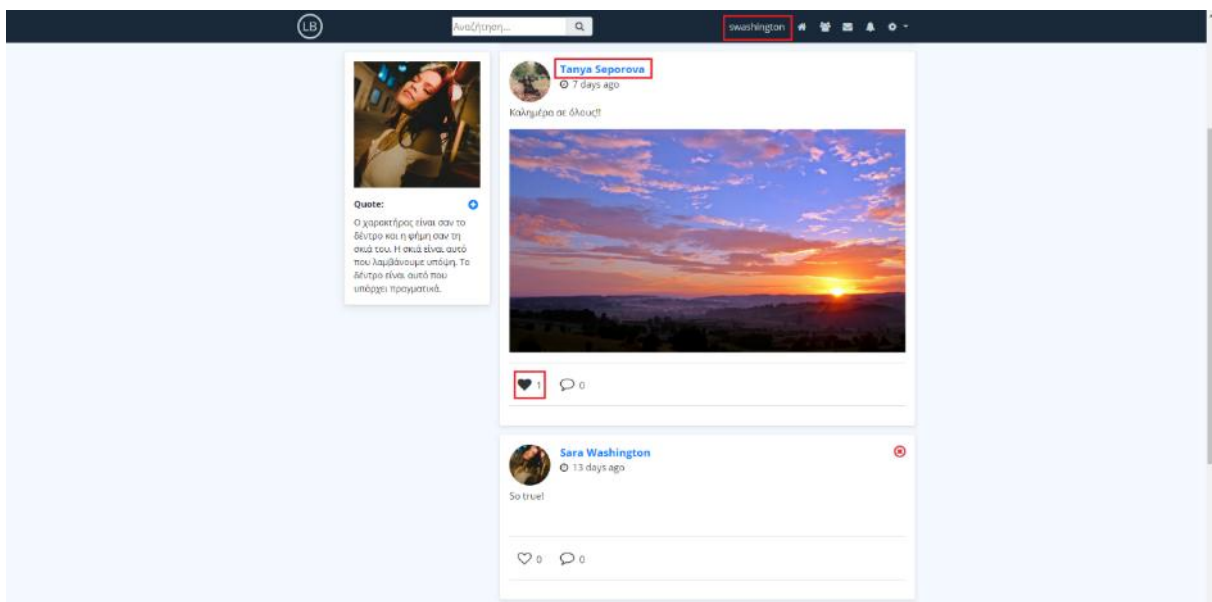 LB
Αναζήτηση...
swashington
Tanya Seporova
7 days ago
Καλημέρα σε όλους!!
1
0
Quote:
Ο χαρακτήρας είναι σαν το
δέντρο και η φήμη σαν τη
σκιά του. Η σκιά είναι αυτό
που λαμβάνουμε υπόψη. Το
δέντρο είναι αυτό που
υπάρχει πραγματικά.
Sara Washington
13 days ago
So true!
0
0